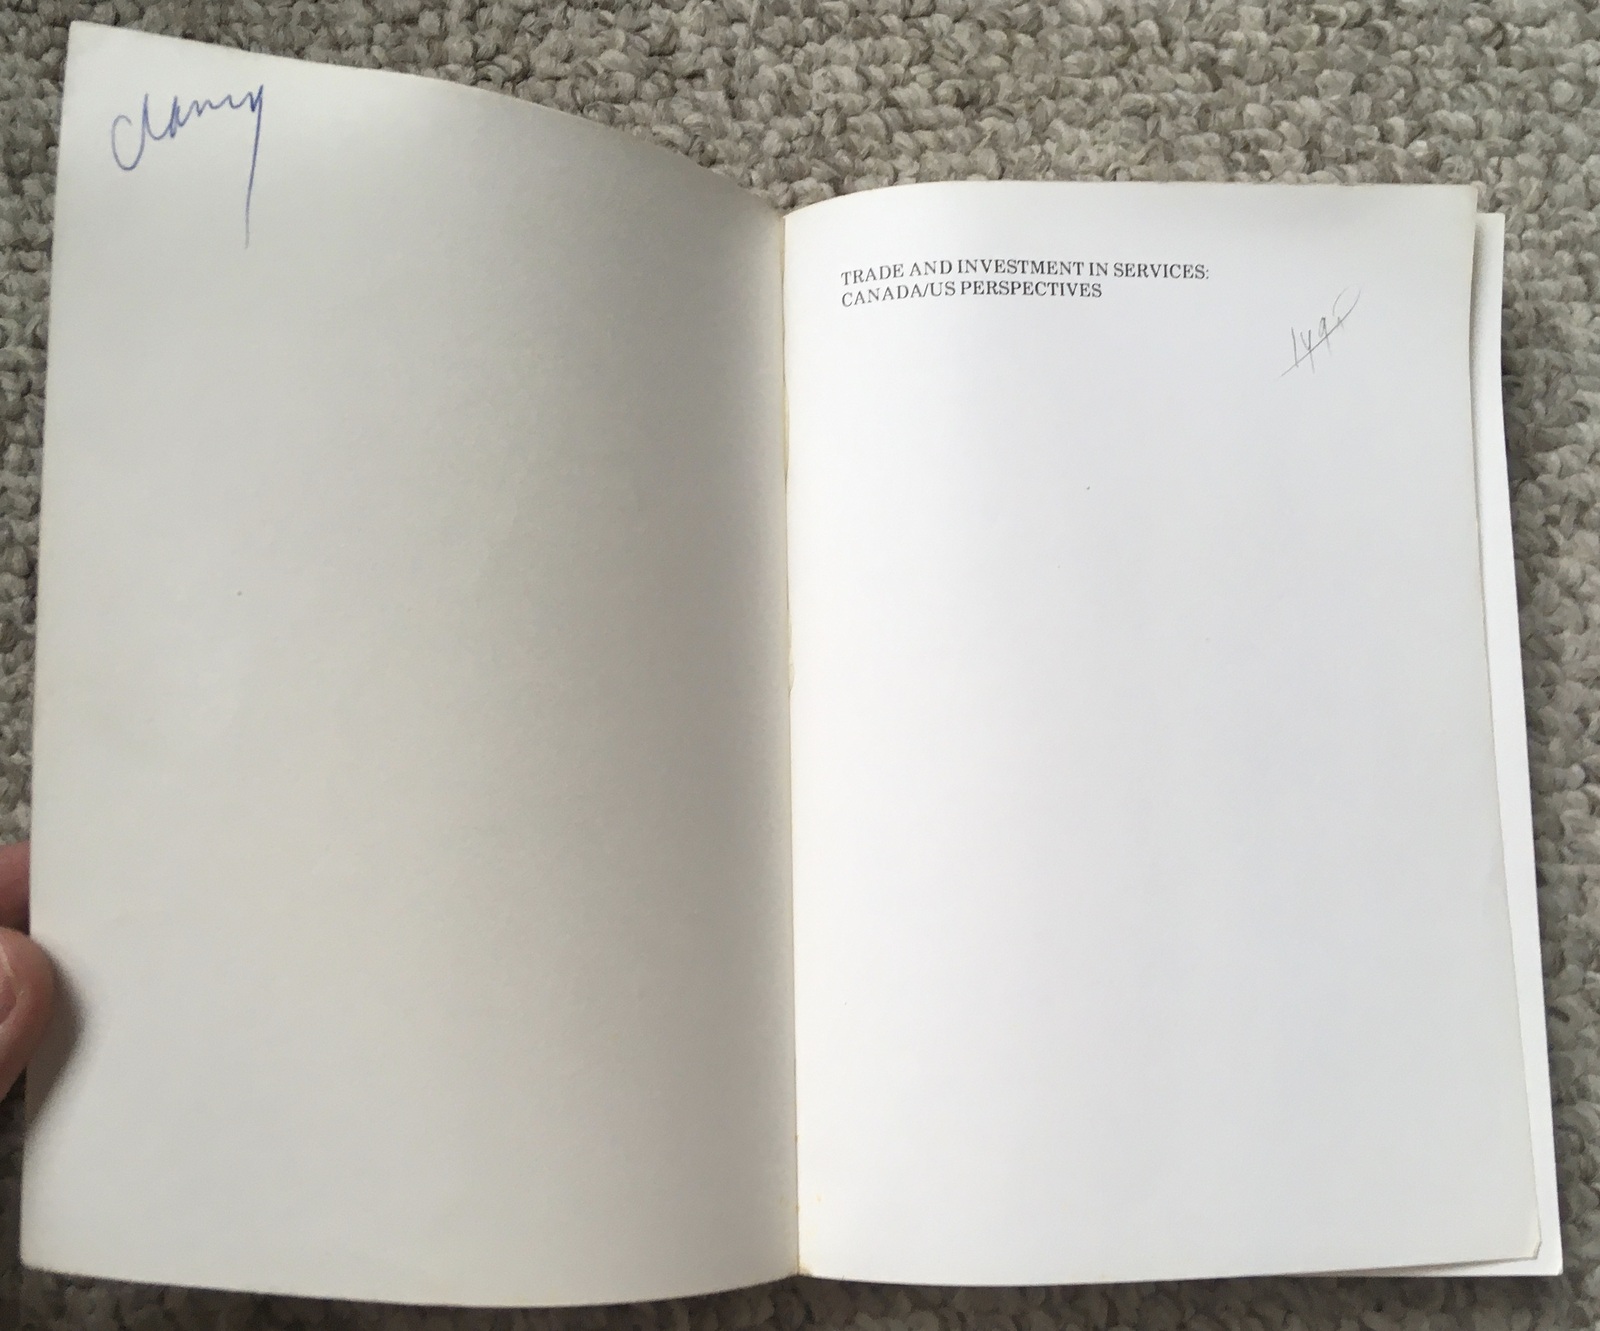 TRADE AND INVESTMENT IN SERVICES:
CANADA/US PERSPECTIVES